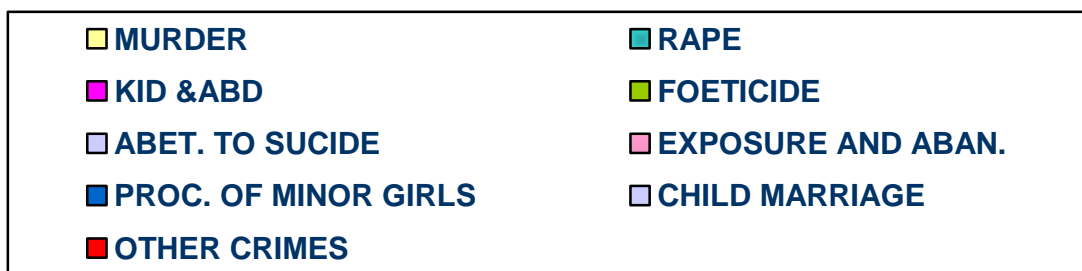 MURDER RAPE
KID &ABD FOETICIDE
ABET. TO SUCIDE EXPOSURE AND ABAN.
PROC. OF MINOR GIRLS CHILD MARRIAGE
OTHER CRIMES